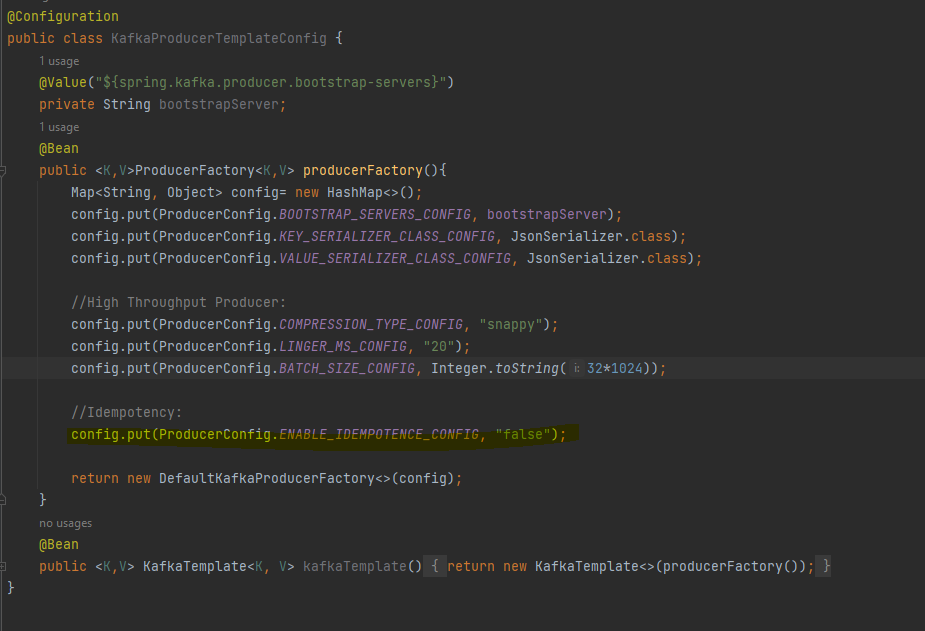 @Configuration
public class KafkaProducerTemplateConfig {
1 usage
@Value("${spring.kafka.producer.bootstrap-servers}")
private String bootstrapServer;
1 usage
@Bean
public <K,V>ProducerFactory<K,V> producerFactory(){
Map<String, Object> config= new HashMap<>();
config.put(ProducerConfig.BOOTSTRAP_SERVERS_CONFIG, bootstrapServer);
config.put(ProducerConfig.KEY_SERIALIZER_CLASS_CONFIG, JsonSerializer.class);
config.put(ProducerConfig.VALUE_SERIALIZER_CLASS_CONFIG, JsonSerializer.class);
//High Throughput Producer:
config.put(ProducerConfig.COMPRESSION_TYPE_CONFIG, "snappy");
config.put(ProducerConfig.LINGER_MS_CONFIG, "20");
config.put(ProducerConfig.BATCH_SIZE_CONFIG, Integer.toString( i: 32*1024));
//Idempotency:
config.put(ProducerConfig.ENABLE_IDEMPOTENCE_CONFIG, "false");
return new DefaultKafkaProducerFactory<>(config);
}
no usages
@Bean
public <K,V> KafkaTemplate<K, V> kafkaTemplate() { return new KafkaTemplate<>(producerFactory()); }
}